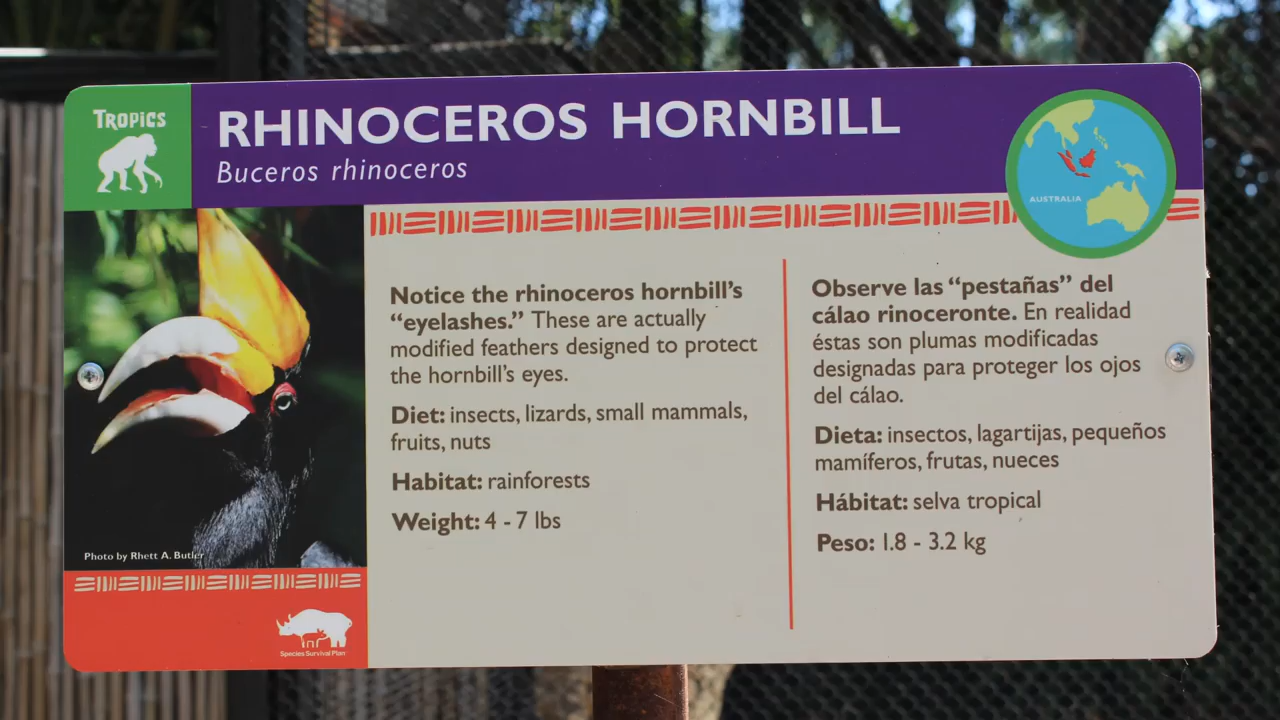 TROPICS
RHINOCEROS HORNBILL
Buceros rhinoceros
AUSTRALIA
Notice the rhinoceros hornbill's
“eyelashes.” These are actually
modified feathers designed to protect
the hornbill's eyes.
Diet: insects, lizards, small mammals,
fruits, nuts
Habitat: rainforests
Weight: 4 - 7 lbs
Observe las “pestañas” del
cálao rinoceronte. En realidad
éstas son plumas modificadas
designadas para proteger los ojos
del cálao.
Dieta: insectos, lagartijas, pequeños
mamíferos, frutas, nueces
Hábitat: selva tropical
Peso: 1.8 - 3.2 kg
Photo by Rhett A. Butler
Species Survival Plan